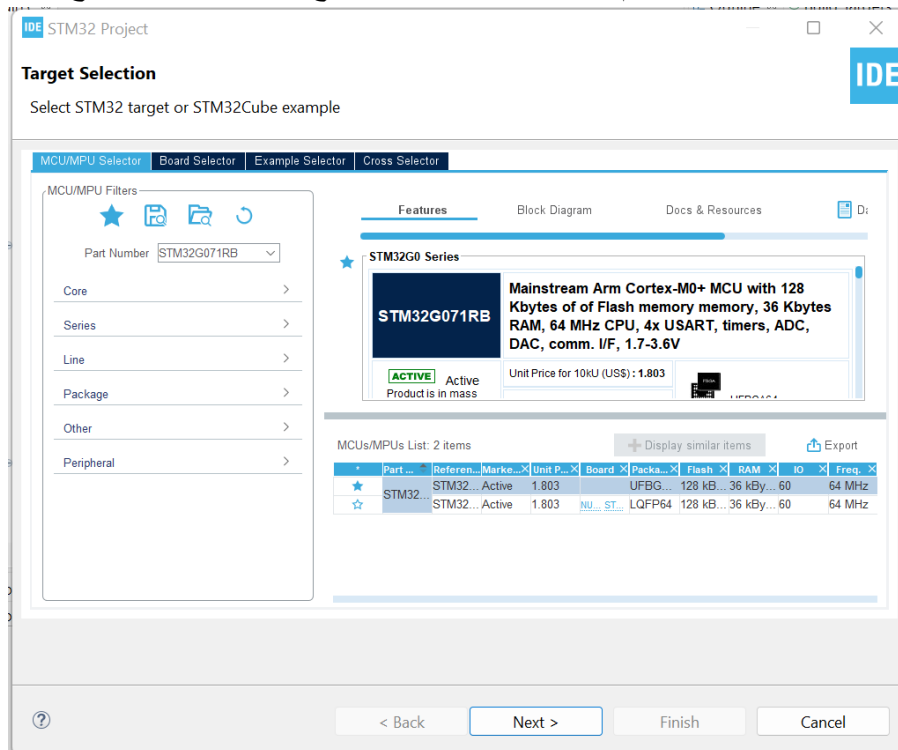 IDE STM32 Project
Target Selection
IDE
Select STM32 target or STM32Cube example
MCU/MPU Selector Board Selector Example Selector Cross Selector
MCU/MPU Filters
Part Number STM32G071RB
Core
Series
Line
Package
Other
Peripheral
Features Block Diagram Docs & Resources
STM32G0 Series
STM32G071RB
Mainstream Arm Cortex-M0+ MCU with 128
Kbytes of of Flash memory memory, 36 Kbytes
RAM, 64 MHz CPU, 4x USART, timers, ADC,
DAC, comm. I/F, 1.7-3.6V
ACTIVE Active
Product is in mass
Unit Price for 10kU (US$) : 1.803
MCUs/MPUs List: 2 items
Display similar items
Export
* Part ... Referen... Marke... Unit P... Board Packa... Flash RAM IO Freq.
STM32...
STM32... Active 1.803 UFBG... 128 kB... 36 kBy... 60 64 MHz
STM32... Active 1.803 NU... ST... LQFP64 128 kB... 36 kBy... 60 64 MHz
? < Back Next > Finish Cancel